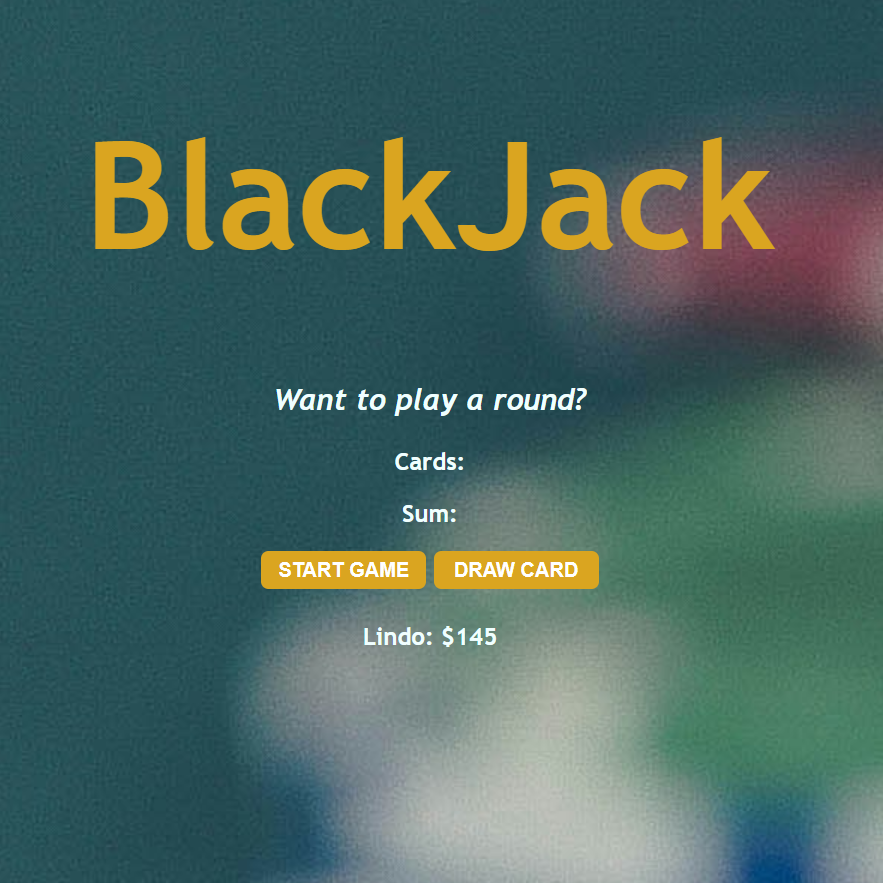 BlackJack
Want to play a round?
Cards:
Sum:
START GAME DRAW CARD
Lindo: $145